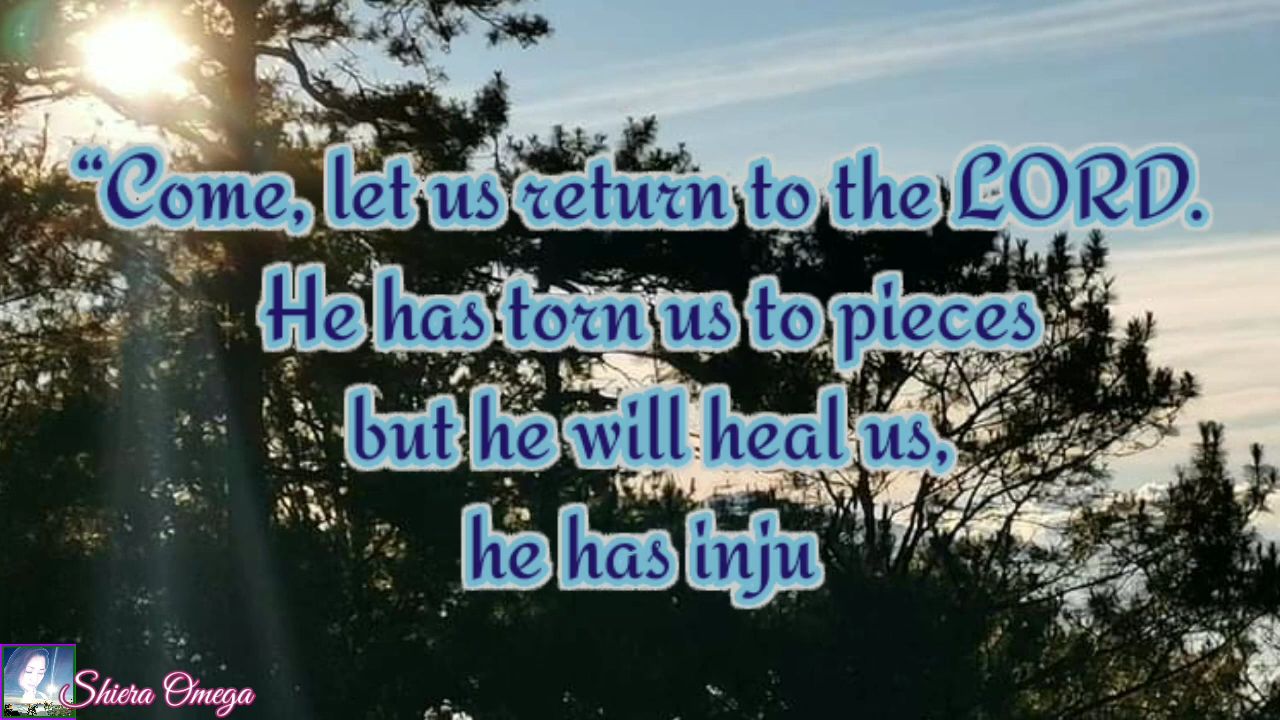 “Come, let us return to the LORD.
He has torn us to pieces
but he will heal us,
he has inju
Shiera Omega